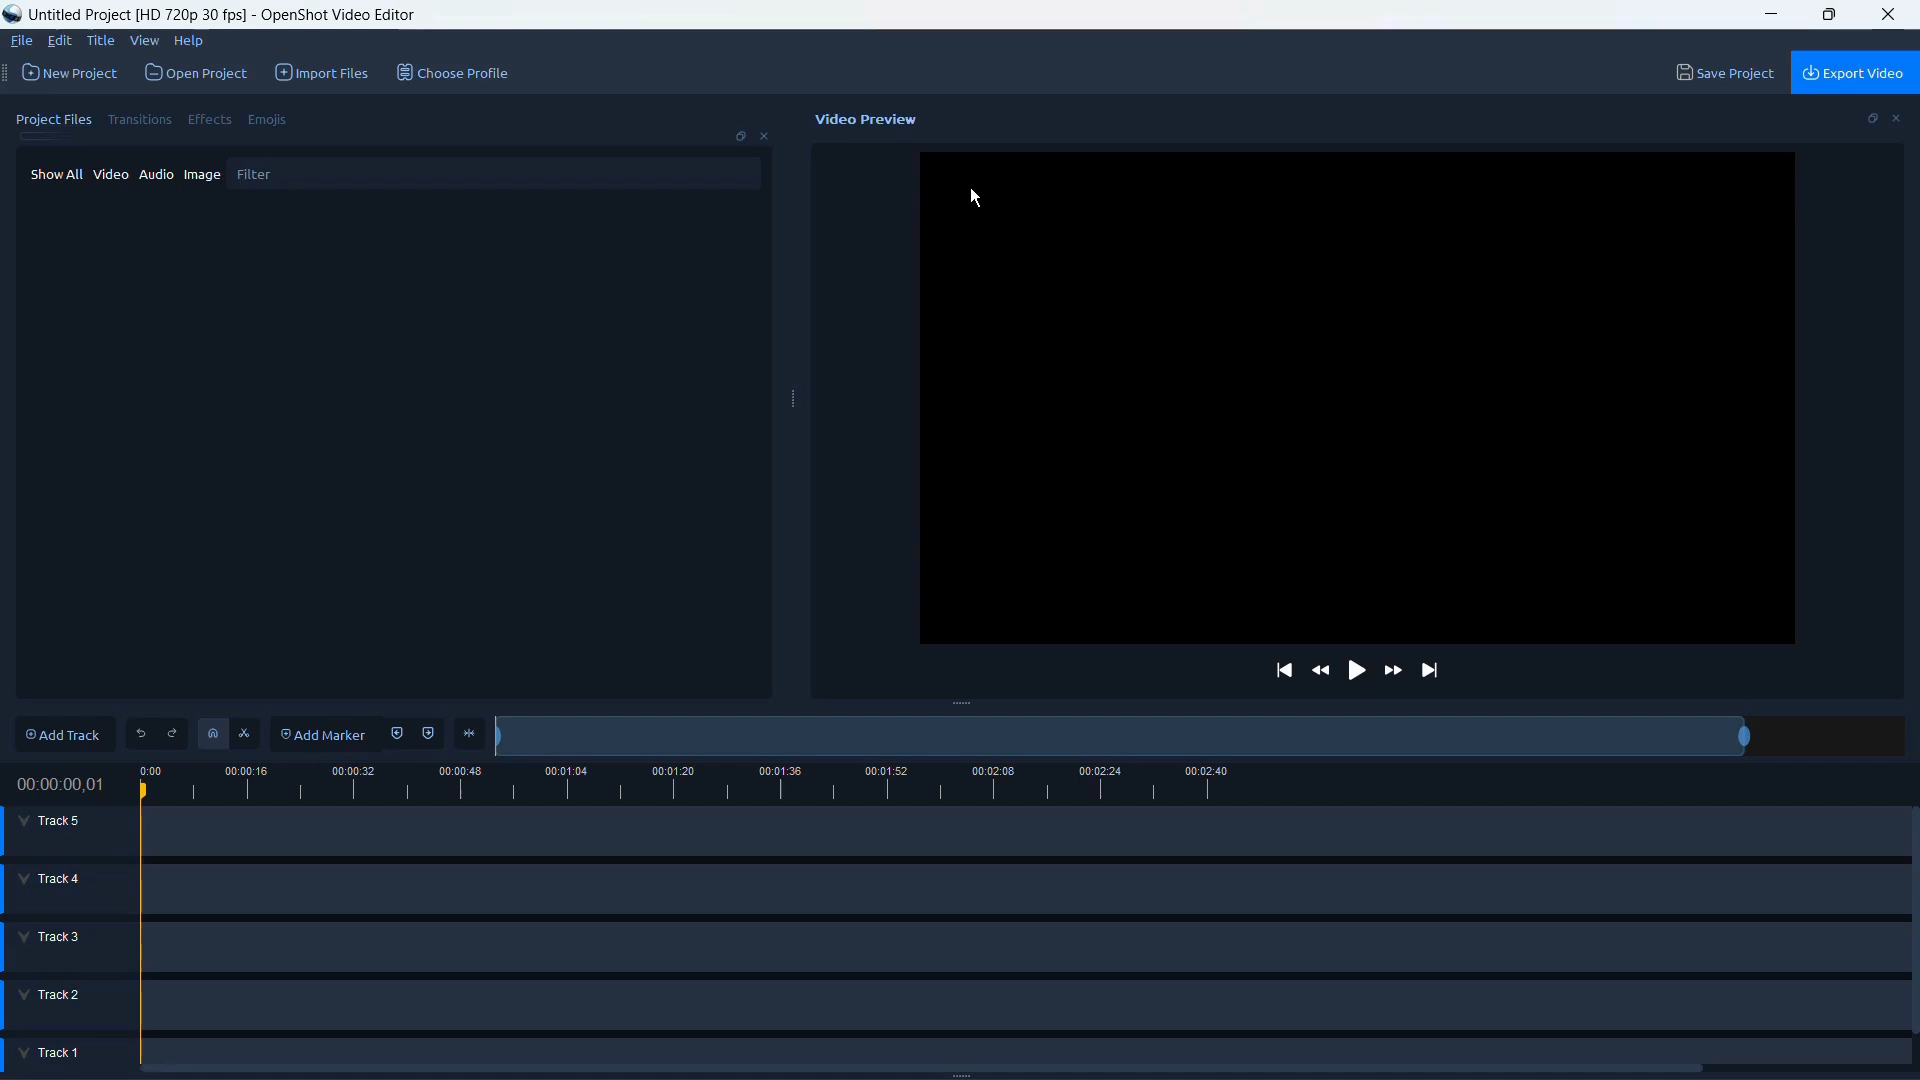 Untitled Project [HD 720p 30 fps] - OpenShot Video Editor
File Edit Title View Help
New Project Open Project Import Files Choose Profile Save Project Export Video
Project Files Transitions Effects Emojis Video Preview
Show All Video Audio Image Filter
Add Track Add Marker
00:00:00,01 0:00 00:00:16 00:00:32 00:00:48 00:01:04 00:01:20 00:01:36 00:01:52 00:02:08 00:02:24 00:02:40
Track 5
Track 4
Track 3
Track 2
Track 1